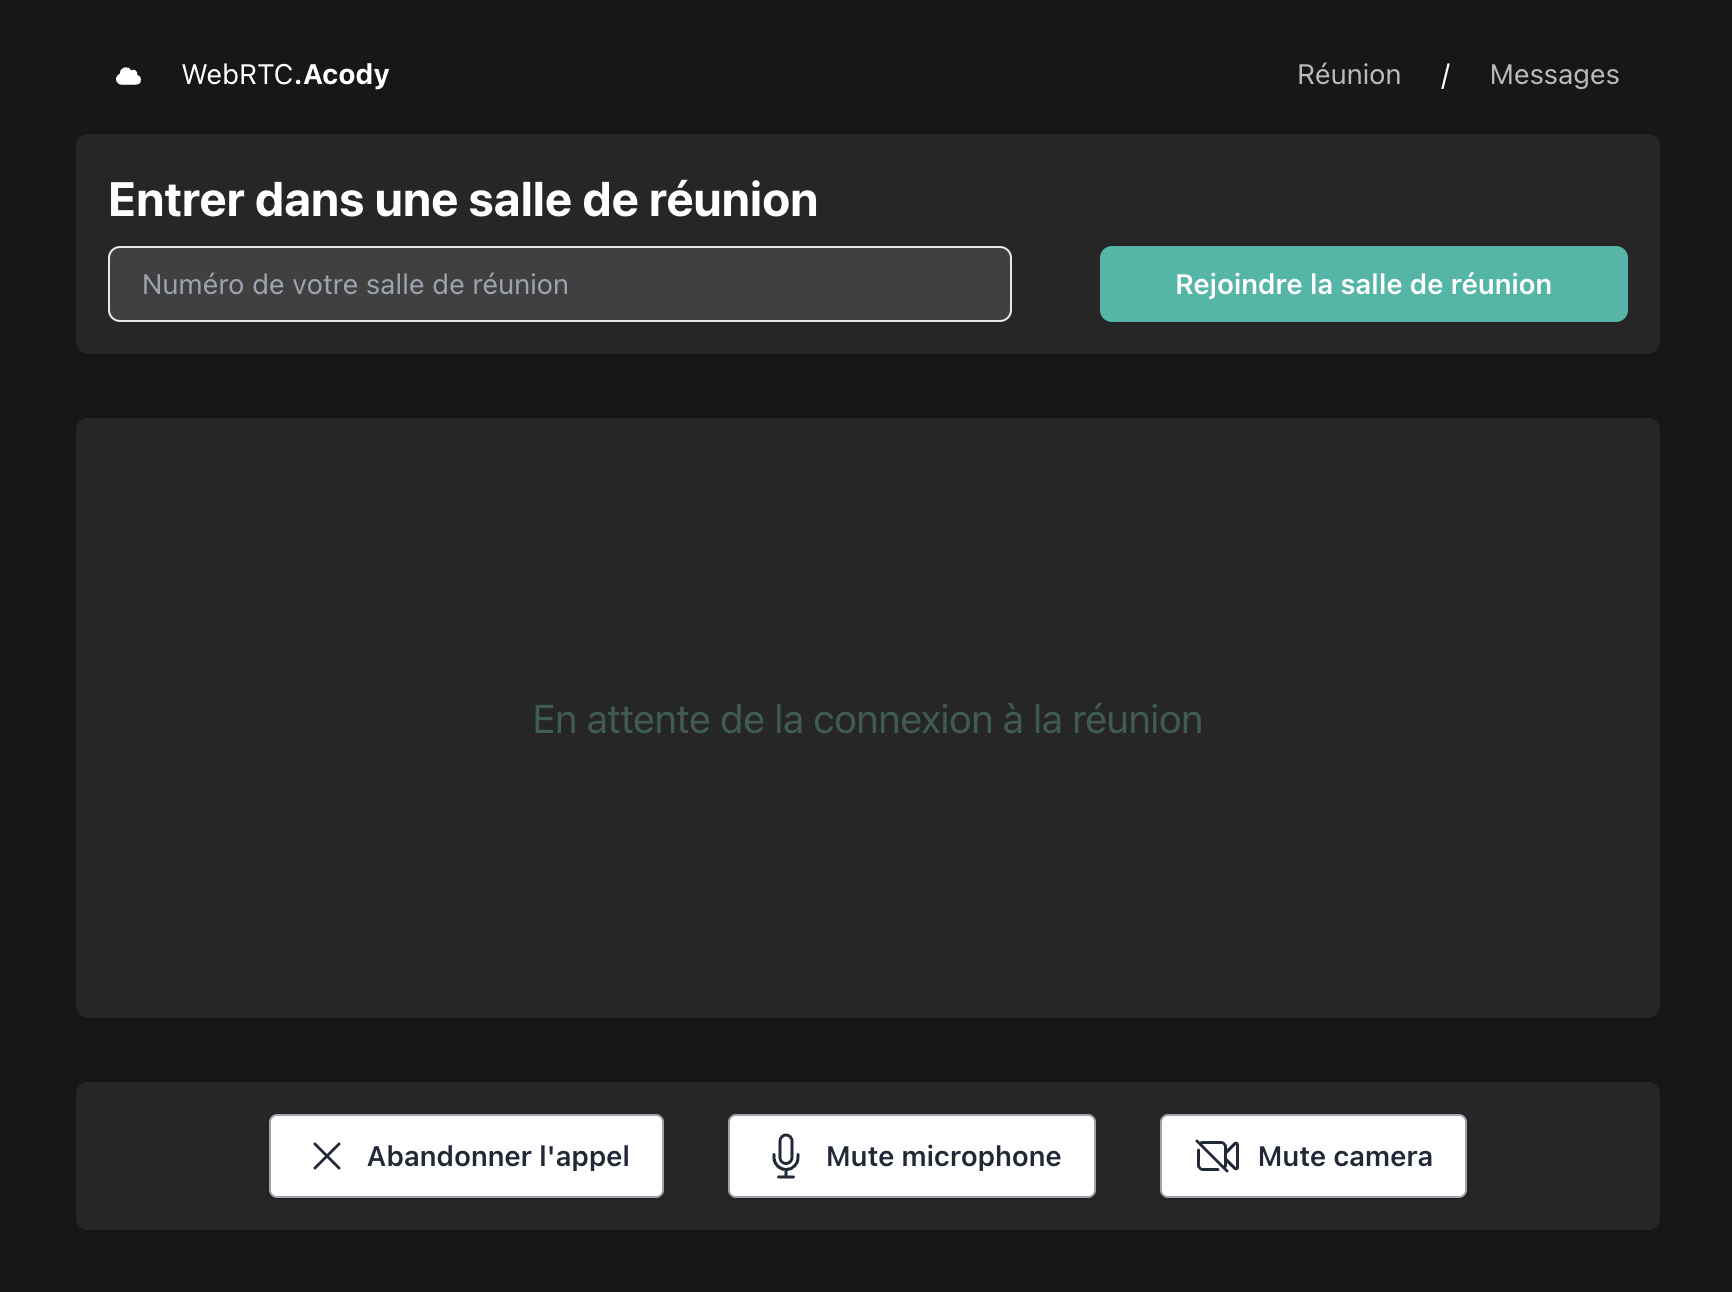 WebRTC.Acody
Réunion / Messages
Entrer dans une salle de réunion
Numéro de votre salle de réunion
Rejoindre la salle de réunion
En attente de la connexion à la réunion
Abandonner l'appel
Mute microphone
Mute camera